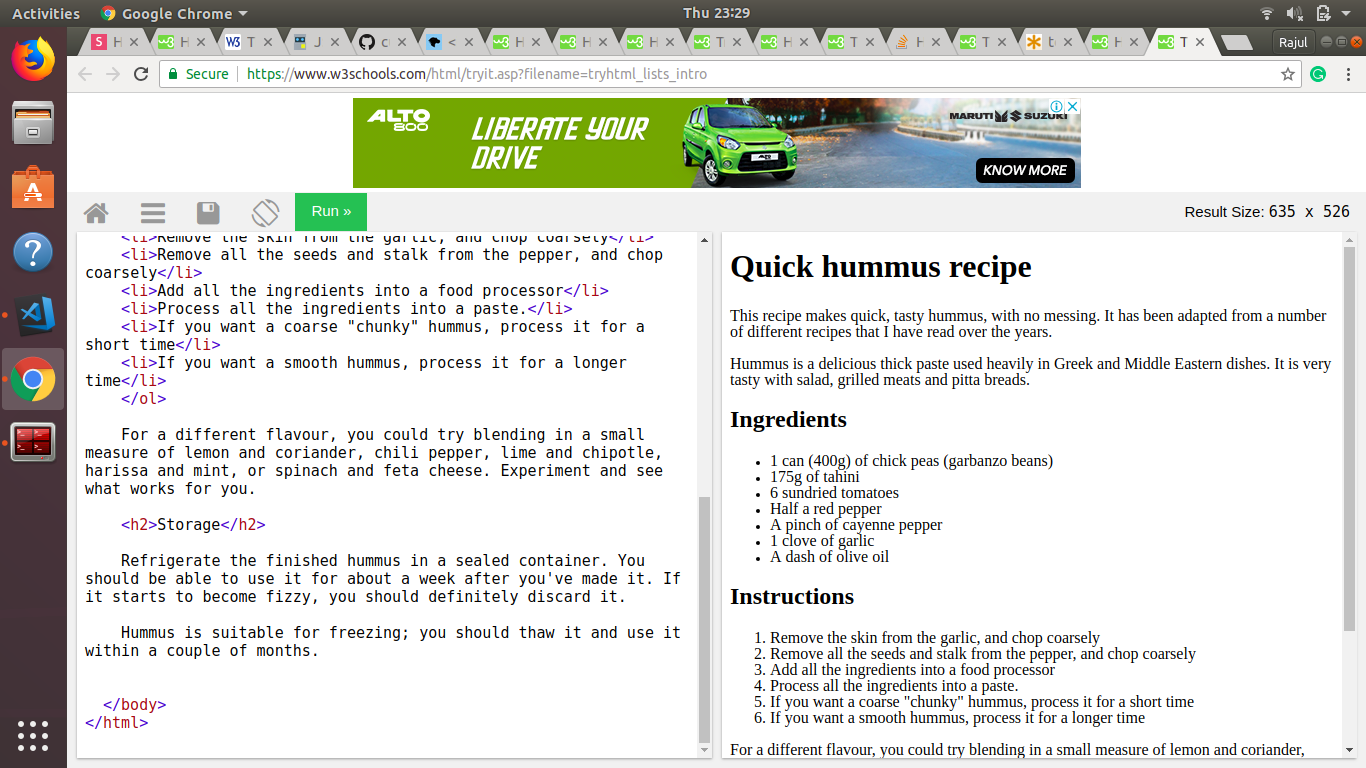 Activities Google Chrome Thu 23:29
H H T J c < H H H T H T H T t H T Rajul
Secure https://www.w3schools.com/html/tryit.asp?filename=tryhtml_lists_intro
ALTO 800
LIBERATE YOUR
DRIVE
MARUTI SUZUKI
KNOW MORE
Run » Result Size: 635 x 526
<li>Remove the skin from the garlic, and chop coarsely</li>
<li>Remove all the seeds and stalk from the pepper, and chop
coarsely</li>
<li>Add all the ingredients into a food processor</li>
<li>Process all the ingredients into a paste.</li>
<li>If you want a coarse "chunky" hummus, process it for a
short time</li>
<li>If you want a smooth hummus, process it for a longer
time</li>
</ol>
For a different flavour, you could try blending in a small
measure of lemon and coriander, chili pepper, lime and chipotle,
harissa and mint, or spinach and feta cheese. Experiment and see
what works for you.
<h2>Storage</h2>
Refrigerate the finished hummus in a sealed container. You
should be able to use it for about a week after you've made it. If
it starts to become fizzy, you should definitely discard it.
Hummus is suitable for freezing; you should thaw it and use it
within a couple of months.
</body>
</html>
Quick hummus recipe
This recipe makes quick, tasty hummus, with no messing. It has been adapted from a number
of different recipes that I have read over the years.
Hummus is a delicious thick paste used heavily in Greek and Middle Eastern dishes. It is very
tasty with salad, grilled meats and pitta breads.
Ingredients
• 1 can (400g) of chick peas (garbanzo beans)
• 175g of tahini
• 6 sundried tomatoes
• Half a red pepper
• A pinch of cayenne pepper
• 1 clove of garlic
• A dash of olive oil
Instructions
1. Remove the skin from the garlic, and chop coarsely
2. Remove all the seeds and stalk from the pepper, and chop coarsely
3. Add all the ingredients into a food processor
4. Process all the ingredients into a paste.
5. If you want a coarse "chunky" hummus, process it for a short time
6. If you want a smooth hummus, process it for a longer time
For a different flavour, you could try blending in a small measure of lemon and coriander,